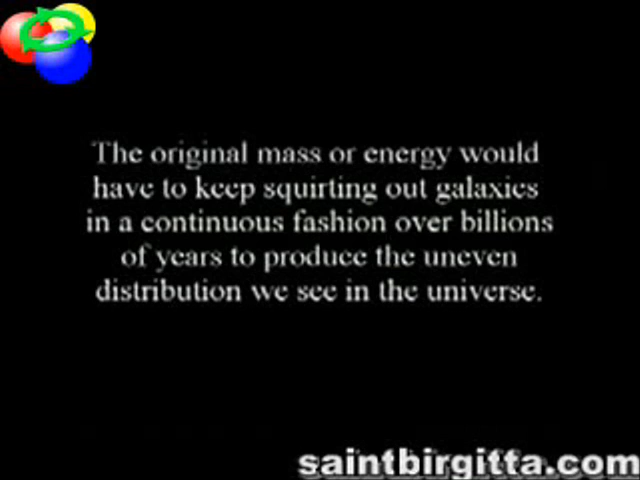 The original mass or energy would
have to keep squirting out galaxies
in a continuous fashion over billions
of years to produce the uneven
distribution we see in the universe.
saintbirgitta.com